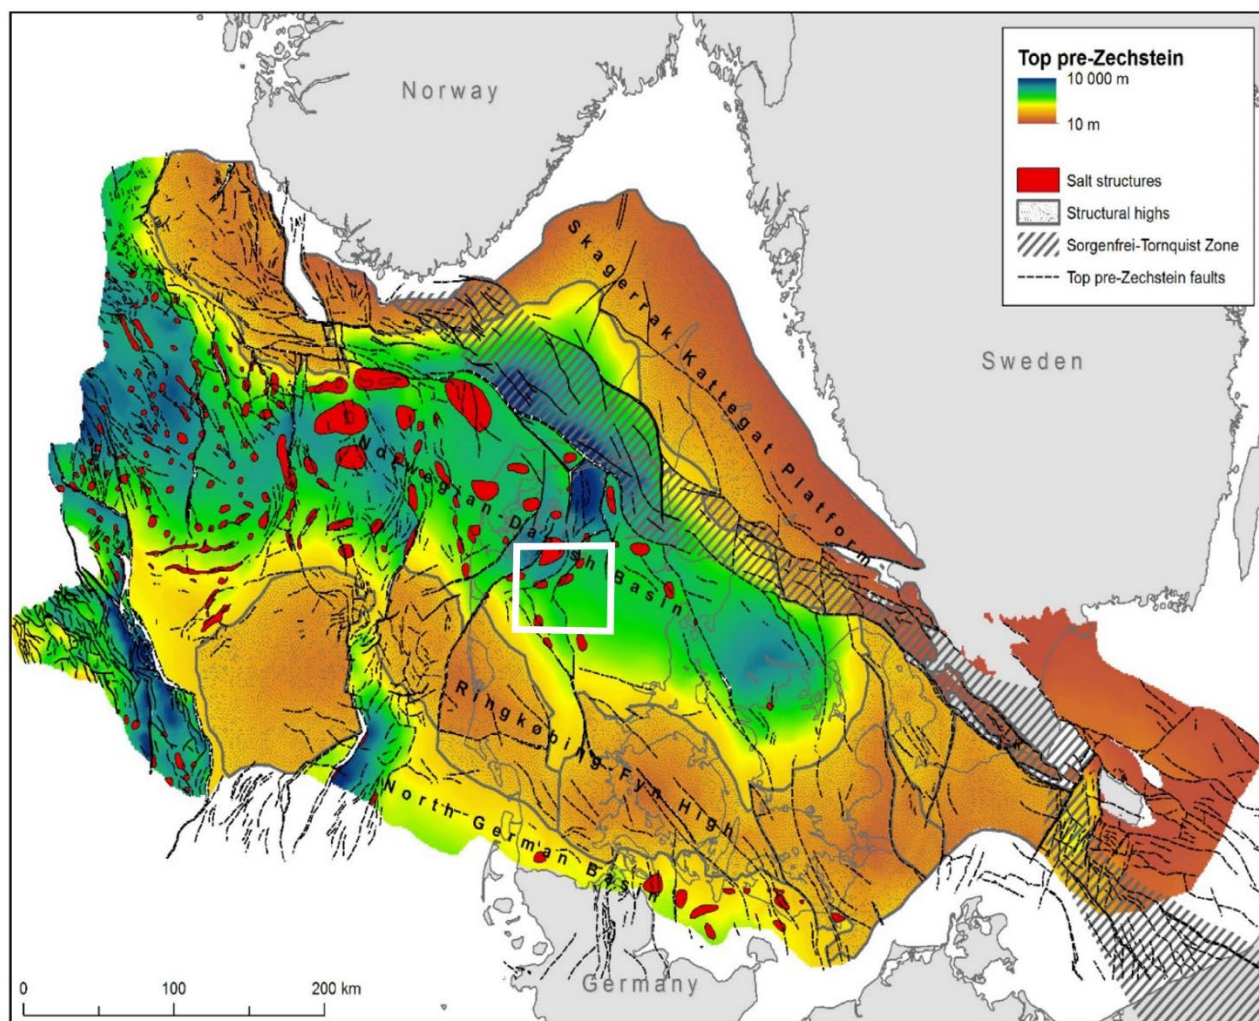 Norway
Top pre-Zechstein
10 000 m
10 m
Salt structures
Structural highs
Sorgenfrei-Tornquist Zone
Top pre-Zechstein faults
Skagerrak-Kattegat Platform
Sweden
Norwegian-Danish Basin
Ringkøbing-Fyn High
North German Basin
Germany
0 100 200 km